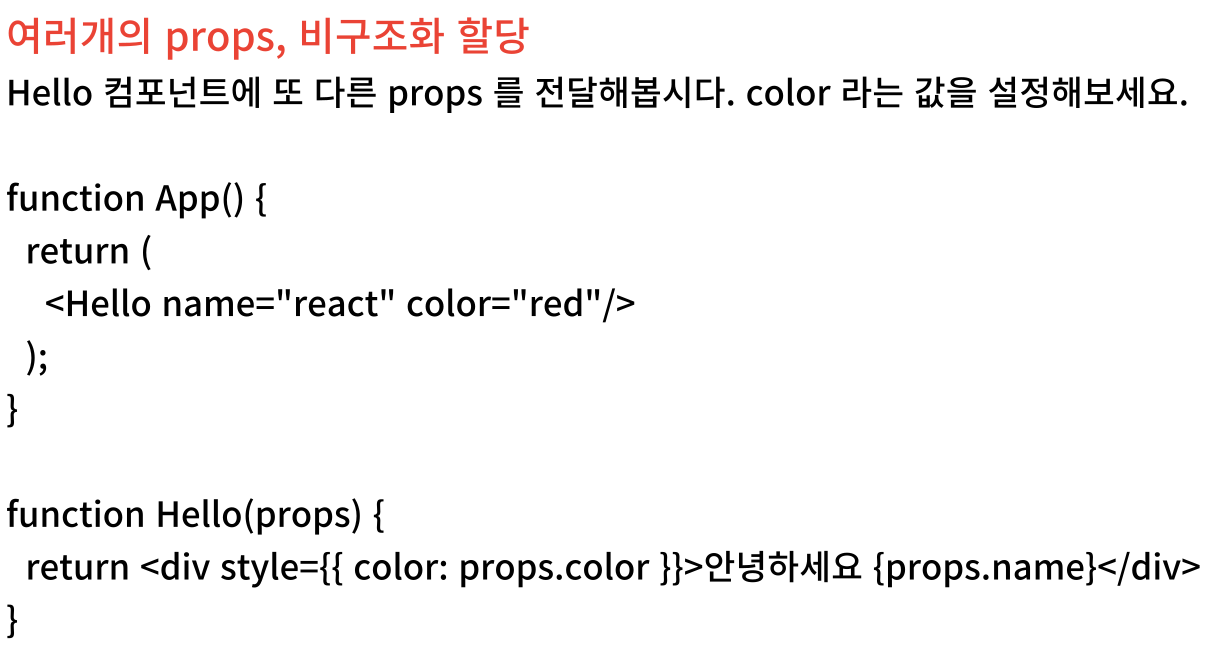 여러개의 props, 비구조화 할당
Hello 컴포넌트에 또 다른 props 를 전달해봅시다. color 라는 값을 설정해보세요.
function App() {
  return (
    <Hello name="react" color="red"/>
  );
}
function Hello(props) {
  return <div style={{ color: props.color }}>안녕하세요 {props.name}</div>
}